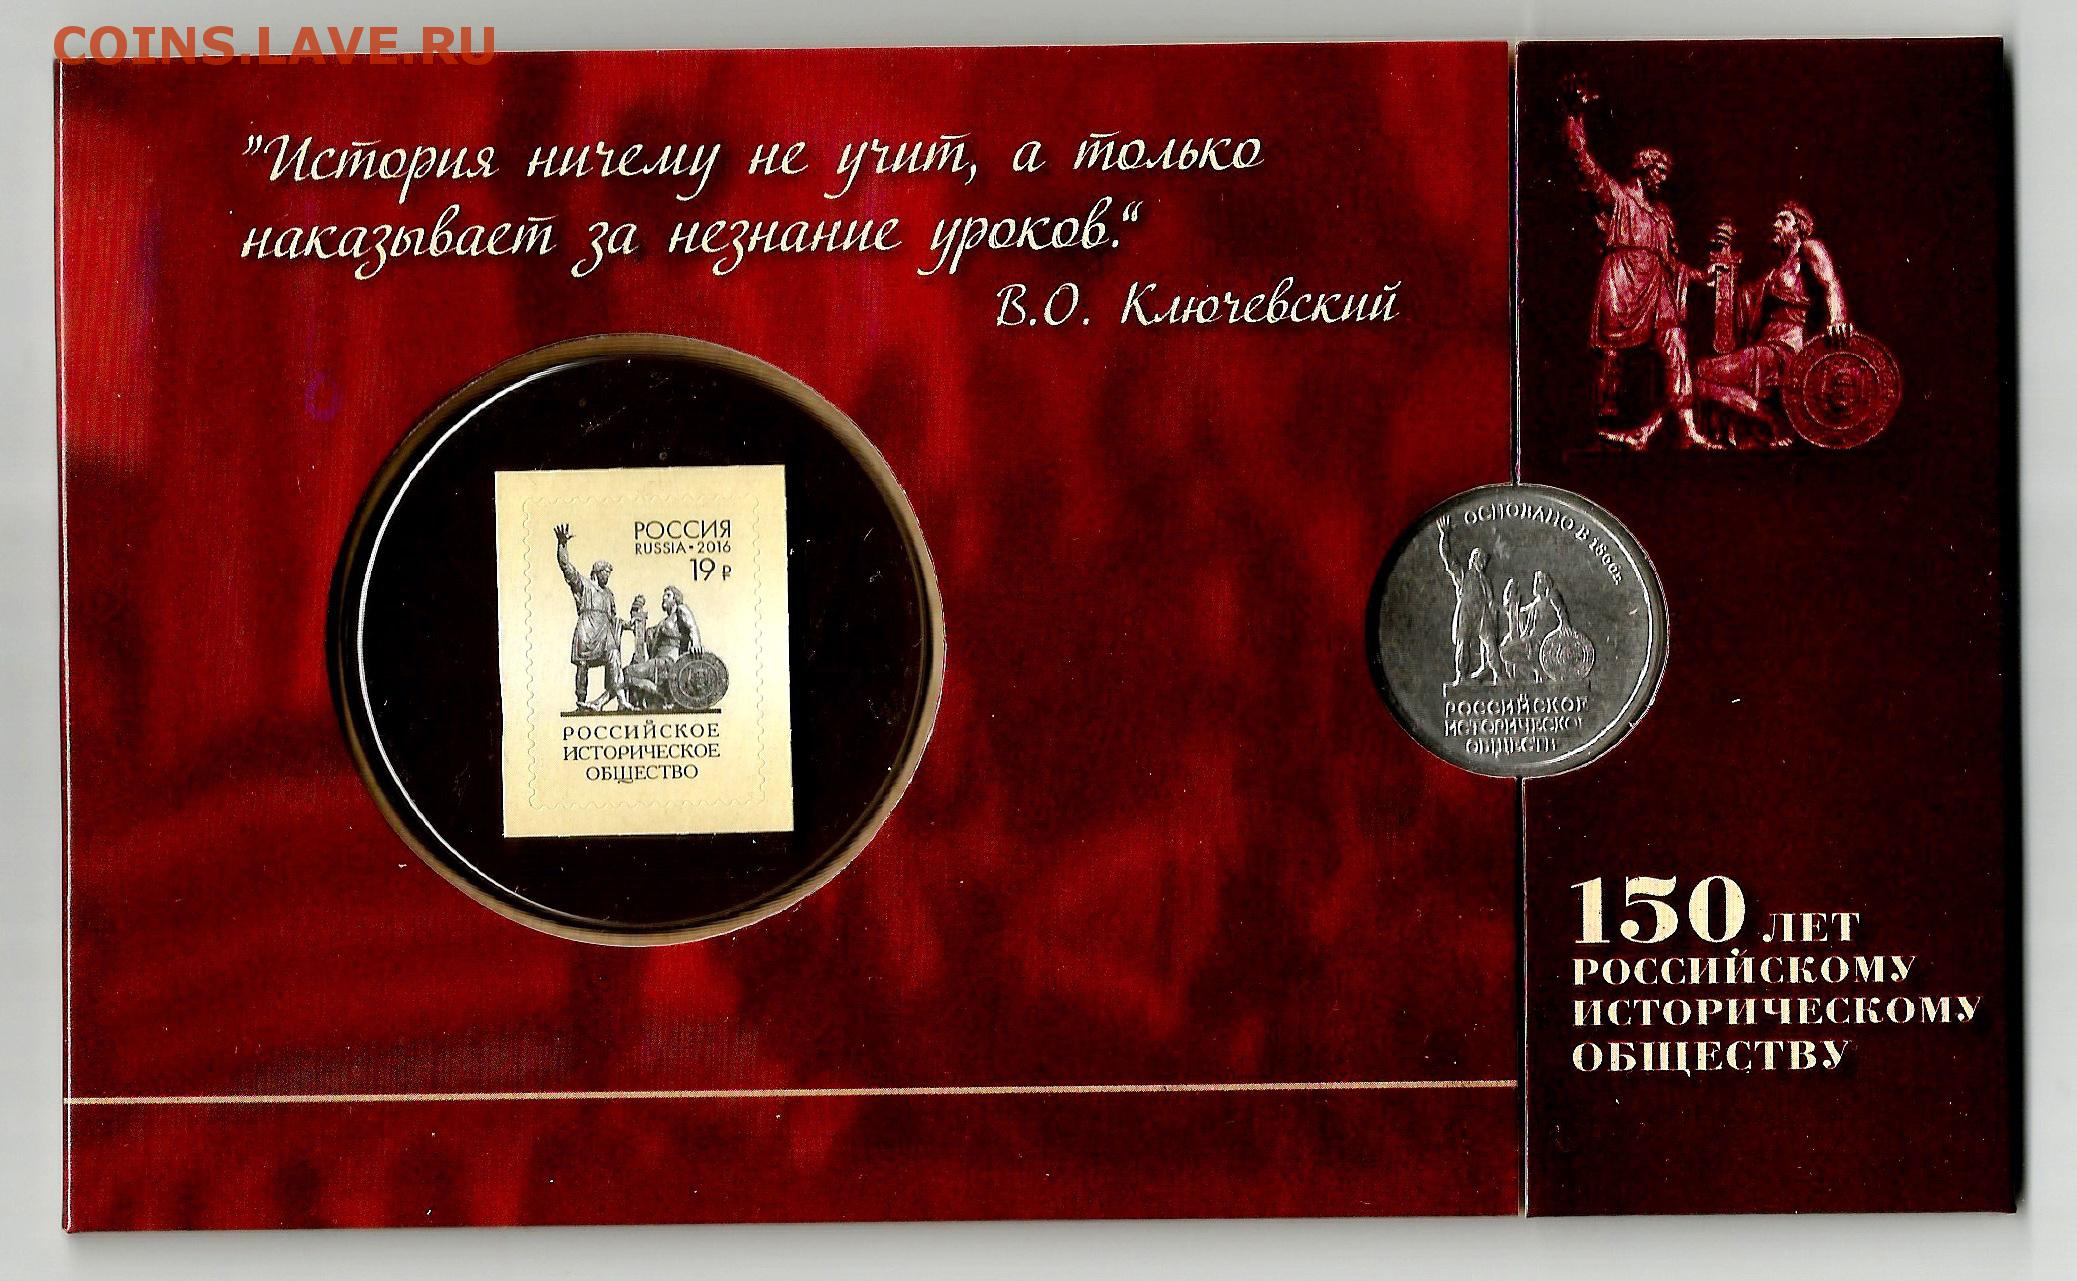 COINS.LAVE.RU
"История ничему не учит, а только
наказывает за незнание уроков."
В.О. Ключевский
РОССИЯ
RUSSIA•2016
19 ₽
РОССИЙСКОЕ
ИСТОРИЧЕСКОЕ
ОБЩЕСТВО
ОСНОВАНО В 1866г.
РОССИЙСКОЕ
ИСТОРИЧЕСКОЕ
ОБЩЕСТВ
150 ЛЕТ
РОССИЙСКОМУ
ИСТОРИЧЕСКОМУ
ОБЩЕСТВУ